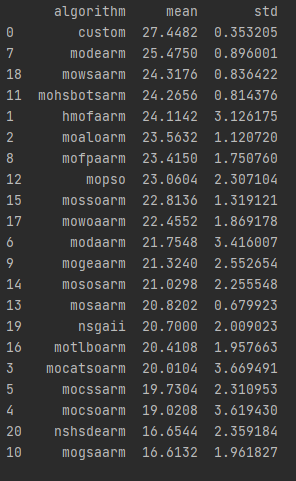 algorithm mean std
0 custom 27.4482 0.353205
7 modearm 25.4750 0.896001
18 mowsaarm 24.3176 0.836422
11 mohsbotsarm 24.2656 0.814376
1 hmofaarm 24.1142 3.126175
2 moaloarm 23.5632 1.120720
8 mofpaarm 23.4150 1.750760
12 mopso 23.0604 2.307104
15 mossoarm 22.8136 1.319121
17 mowoaarm 22.4552 1.869178
6 modaarm 21.7548 3.416007
9 mogeaarm 21.3240 2.552654
14 mososarm 21.0298 2.255548
13 mosaarm 20.8202 0.679923
19 nsgaii 20.7000 2.009023
16 motlboarm 20.4108 1.957663
3 mocatsoarm 20.0104 3.669491
5 mocssarm 19.7304 2.310953
4 mocsoarm 19.0208 3.619430
20 nshsdearm 16.6544 2.359184
10 mogsaarm 16.6132 1.961827